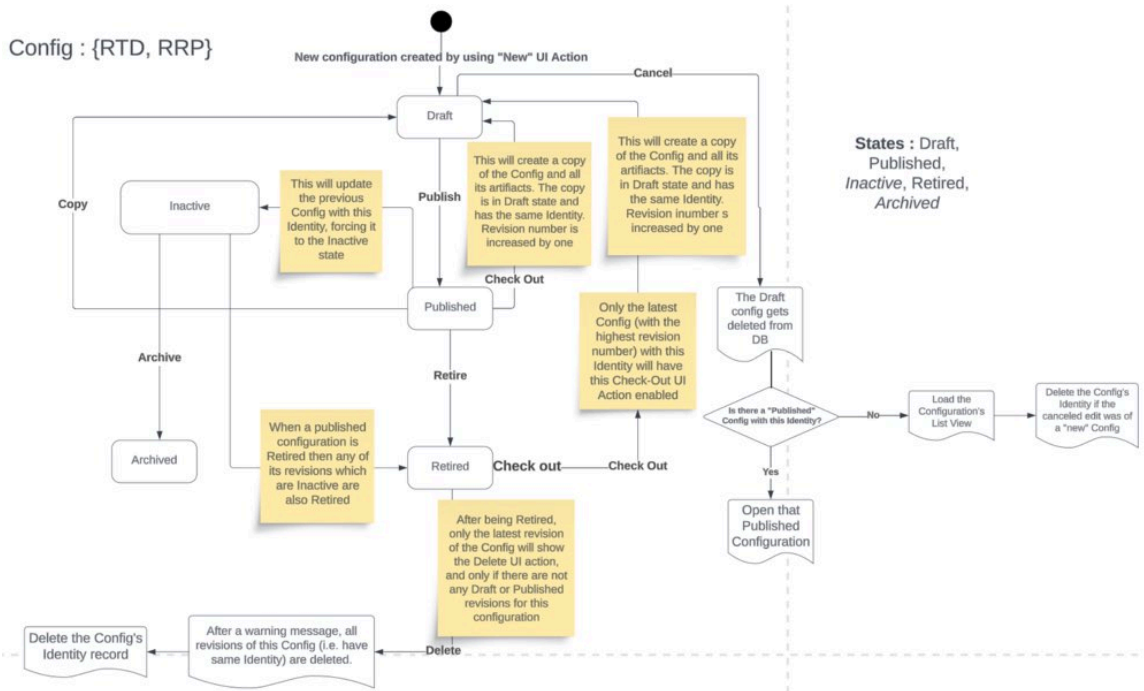 Config : {RTD, RRP}
New configuration created by using "New" UI Action
Cancel
Draft
States : Draft,
Published,
Inactive, Retired,
Archived
Copy
Inactive
This will update
the previous
Config with this
Identity, forcing it
to the Inactive
state
Publish
This will create a copy
of the Config and all
its artifiacts. The copy
is in Draft state and
has the same Identity.
Revision number is
increased by one
This will create a copy
of the Config and all its
artifiacts. The copy is
in Draft state and has
the same Identity.
Revision inumber s
increased by one
Check Out
Published
The Draft
config gets
deleted from
DB
Only the latest
Config (with the
highest revision
number) with this
Identity will have
this Check-Out UI
Action enabled
Archive
Retire
Is there a "Published"
Config with this Identity?
No
Load the
Configuration's
List View
Delete the Config's
Identity if the
canceled edit was of
a "new" Config
Yes
Open that
Published
Configuration
Archived
When a published
configuration is
Retired then any of
its revisions which
are Inactive are
also Retired
Retired
Check out
Check Out
After being Retired,
only the latest revision
of the Config will show
the Delete UI action,
and only if there are not
any Draft or Published
revisions for this
configuration
Delete
After a warning message, all
revisions of this Config (i.e. have
same Identity) are deleted.
Delete the Config's
Identity record